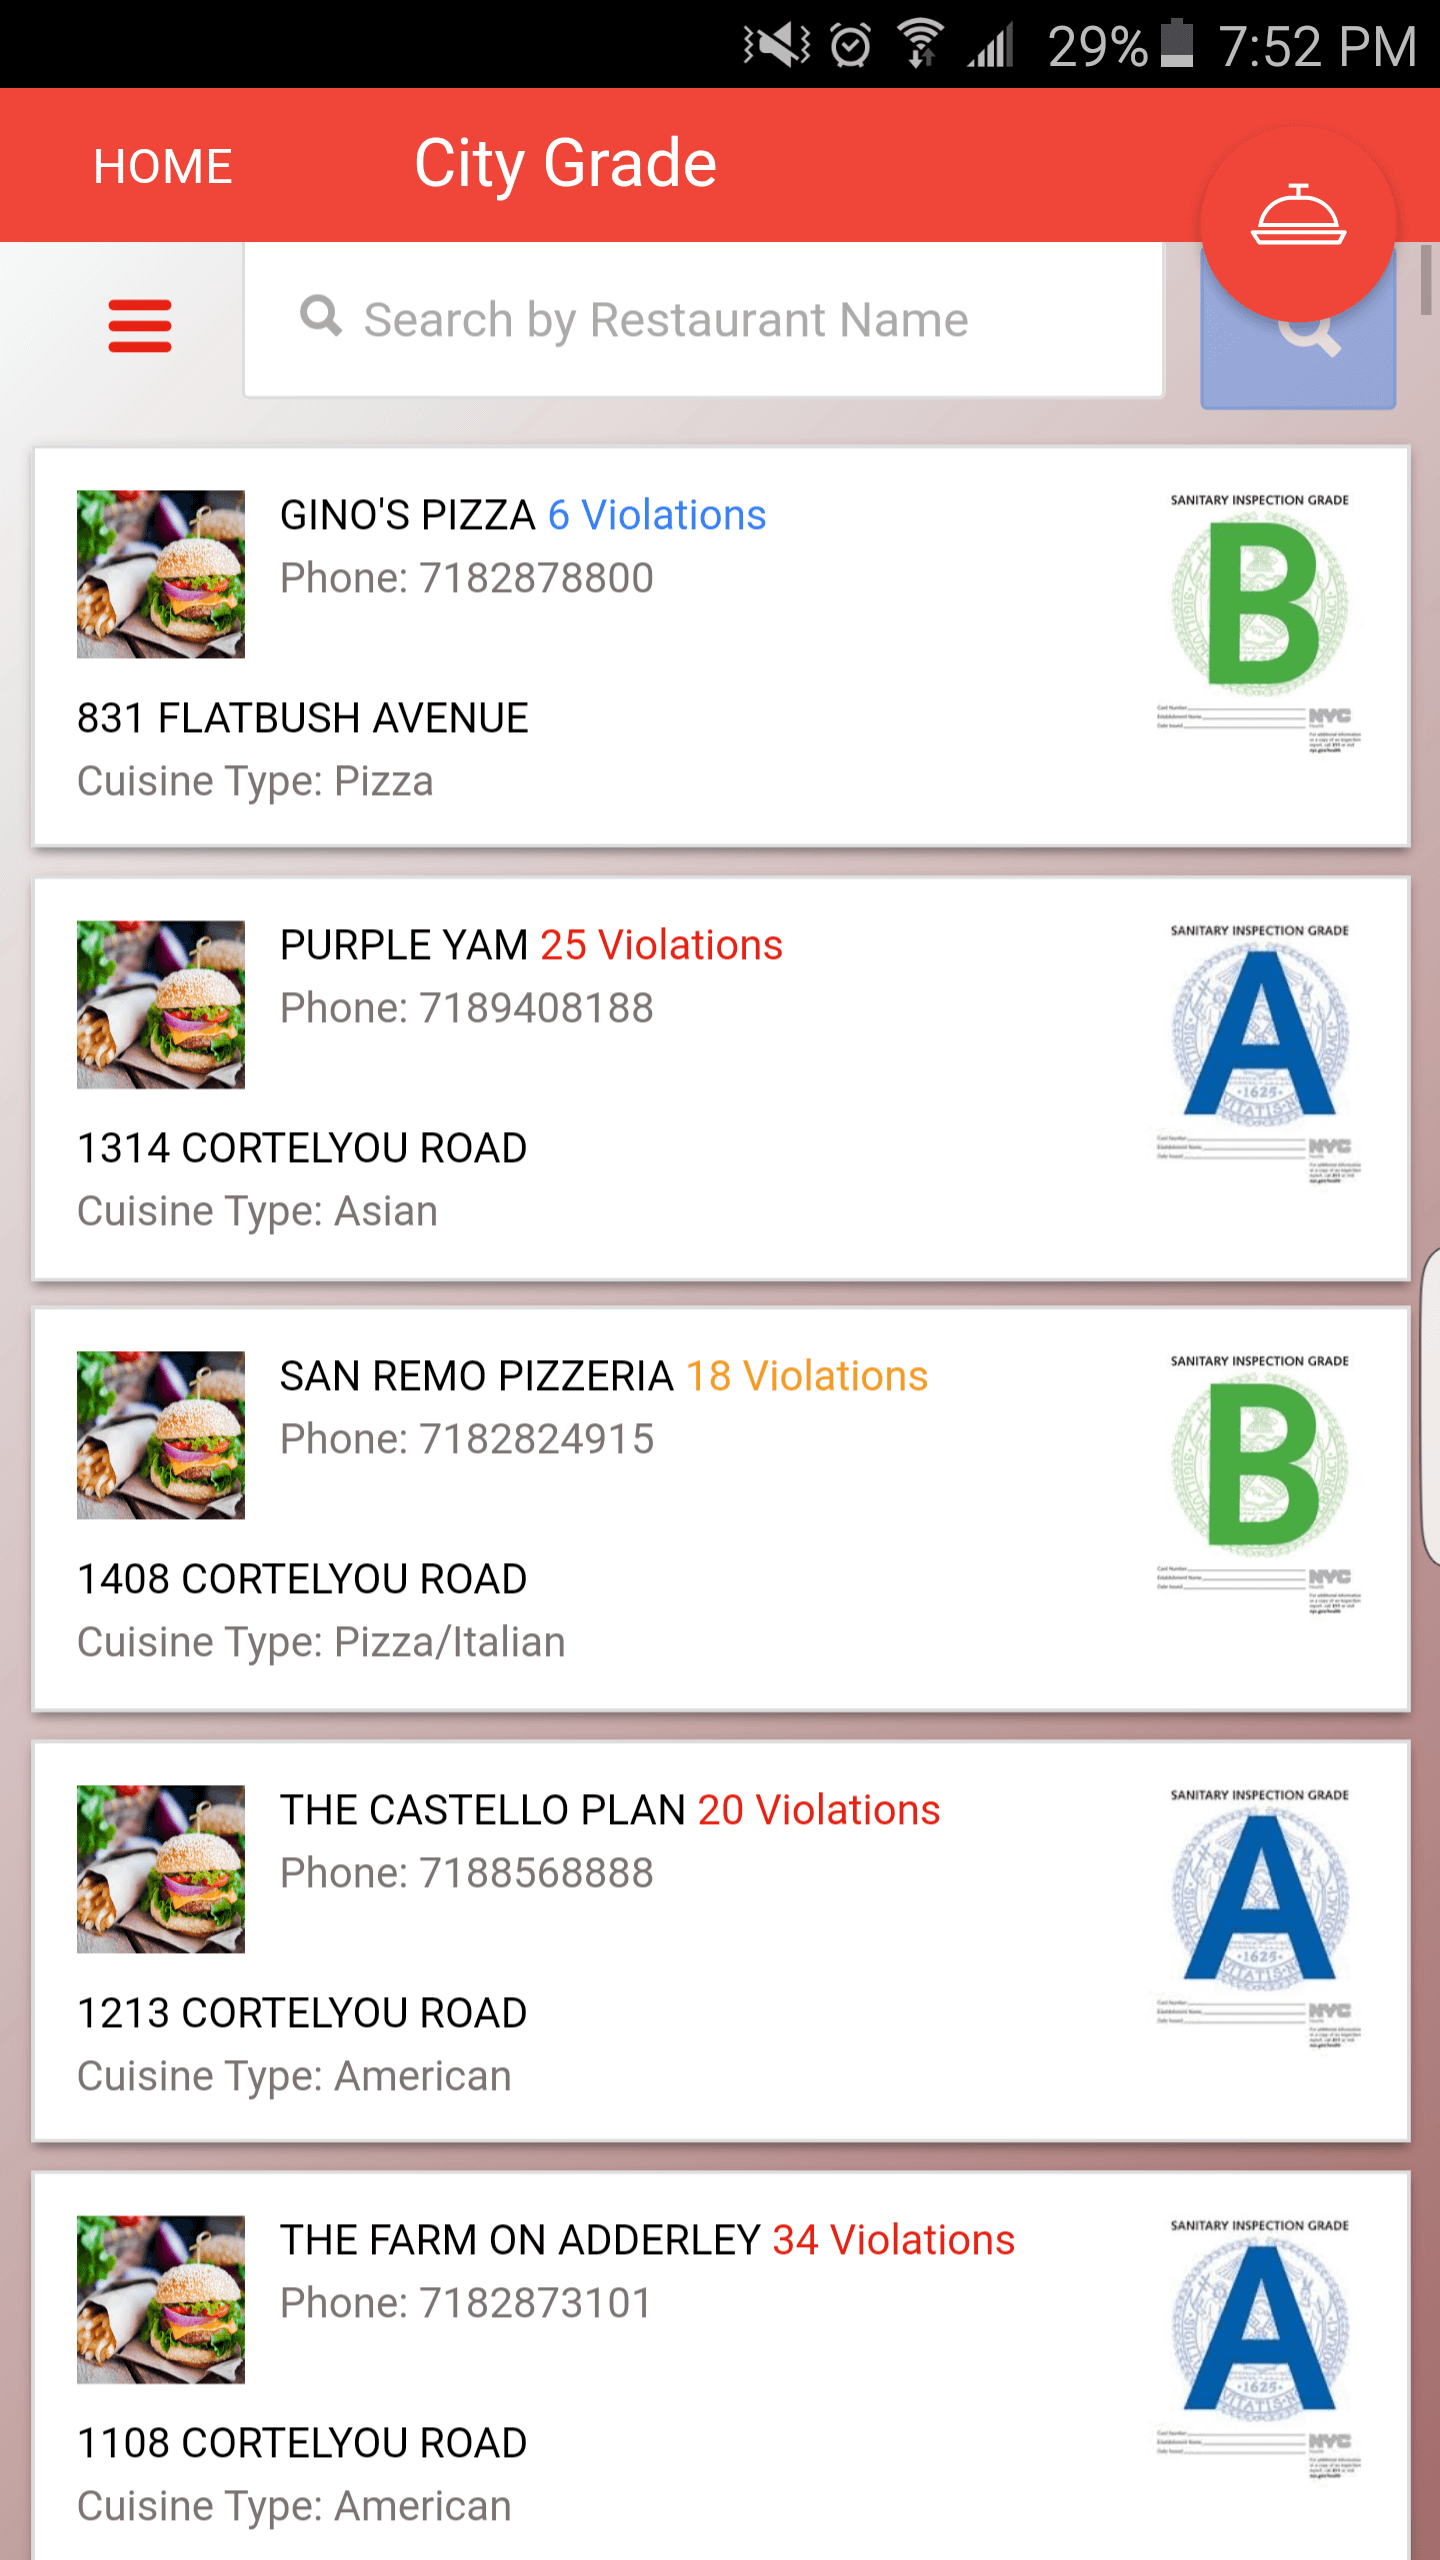 29% 7:52 PM
HOME City Grade
Search by Restaurant Name
GINO'S PIZZA 6 Violations
Phone: 7182878800
SANITARY INSPECTION GRADE
B
831 FLATBUSH AVENUE
Cuisine Type: Pizza
NYC
PURPLE YAM 25 Violations
Phone: 7189408188
SANITARY INSPECTION GRADE
A
1625
1314 CORTELYOU ROAD
Cuisine Type: Asian
NYC
SAN REMO PIZZERIA 18 Violations
Phone: 7182824915
SANITARY INSPECTION GRADE
B
1408 CORTELYOU ROAD
Cuisine Type: Pizza/Italian
NYC
THE CASTELLO PLAN 20 Violations
Phone: 7188568888
SANITARY INSPECTION GRADE
A
1625
1213 CORTELYOU ROAD
Cuisine Type: American
NYC
THE FARM ON ADDERLEY 34 Violations
Phone: 7182873101
SANITARY INSPECTION GRADE
A
1625
1108 CORTELYOU ROAD
Cuisine Type: American
NYC